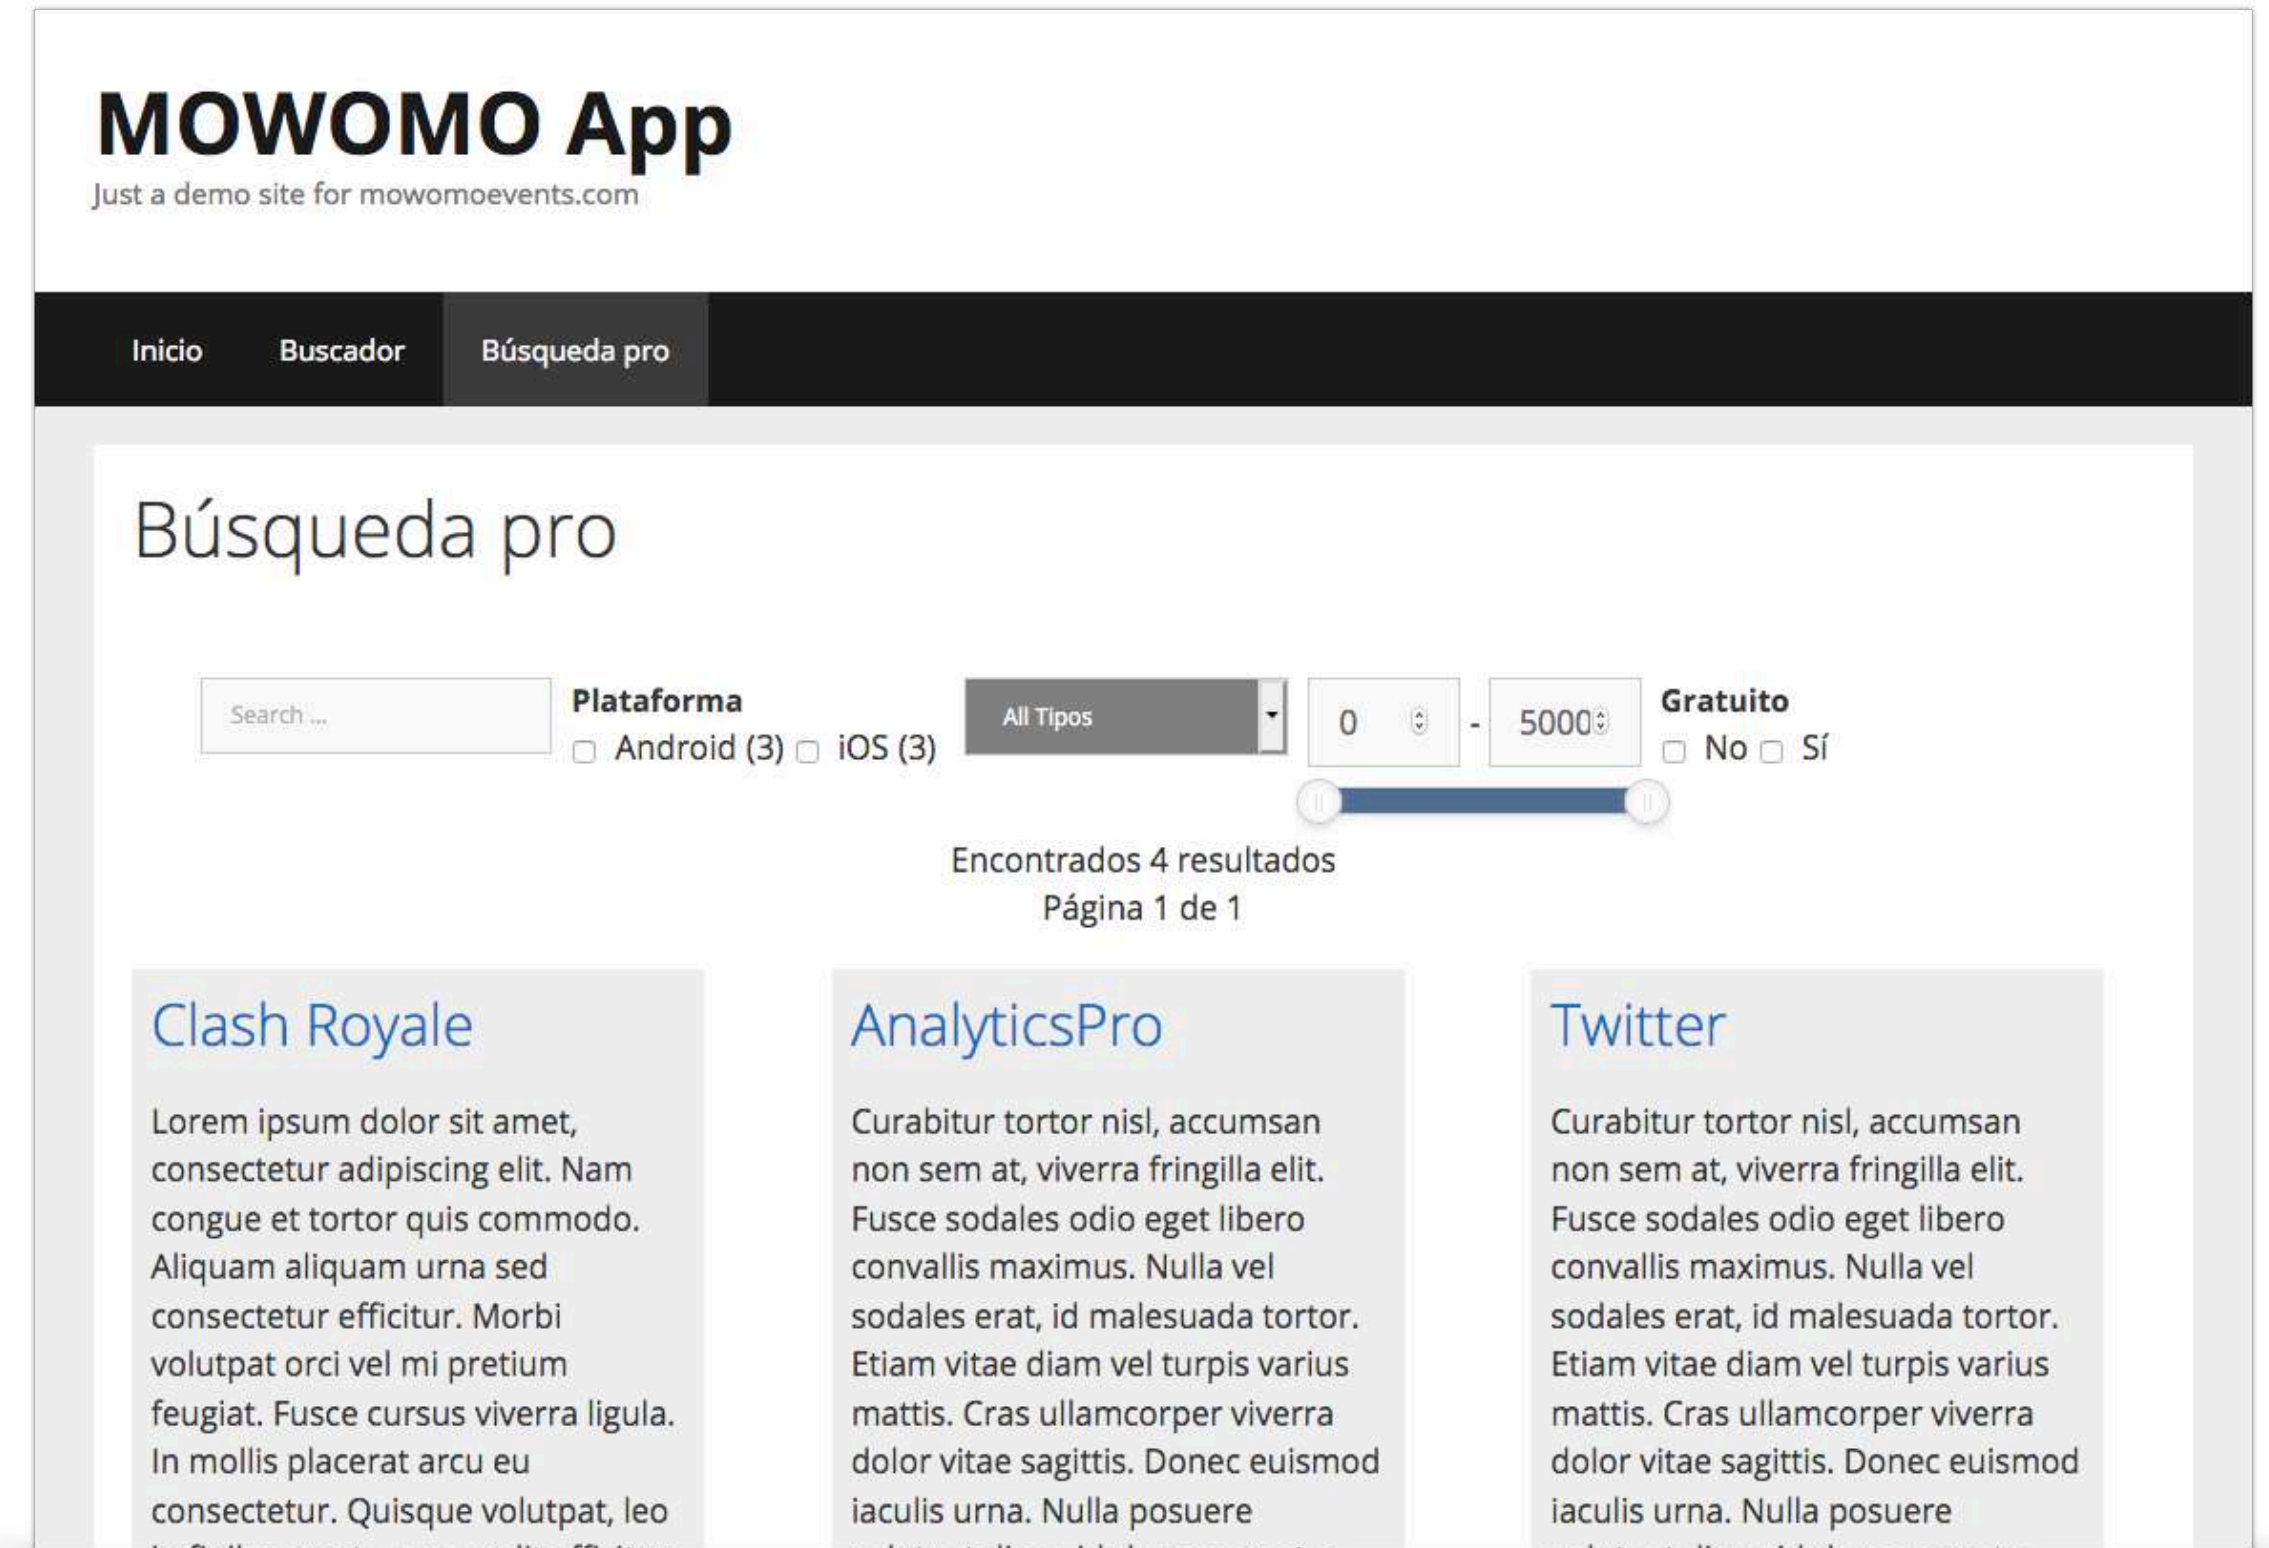 MOWOMO App
Just a demo site for mowomoevents.com
Inicio Buscador Búsqueda pro
Búsqueda pro
Search ...
Plataforma
Android (3) iOS (3)
All Tipos
0 - 5000
Gratuito
No Sí
Encontrados 4 resultados
Página 1 de 1
Clash Royale
Lorem ipsum dolor sit amet,
consectetur adipiscing elit. Nam
congue et tortor quis commodo.
Aliquam aliquam urna sed
consectetur efficitur. Morbi
volutpat orci vel mi pretium
feugiat. Fusce cursus viverra ligula.
In mollis placerat arcu eu
consectetur. Quisque volutpat, leo
AnalyticsPro
Curabitur tortor nisl, accumsan
non sem at, viverra fringilla elit.
Fusce sodales odio eget libero
convallis maximus. Nulla vel
sodales erat, id malesuada tortor.
Etiam vitae diam vel turpis varius
mattis. Cras ullamcorper viverra
dolor vitae sagittis. Donec euismod
iaculis urna. Nulla posuere
Twitter
Curabitur tortor nisl, accumsan
non sem at, viverra fringilla elit.
Fusce sodales odio eget libero
convallis maximus. Nulla vel
sodales erat, id malesuada tortor.
Etiam vitae diam vel turpis varius
mattis. Cras ullamcorper viverra
dolor vitae sagittis. Donec euismod
iaculis urna. Nulla posuere